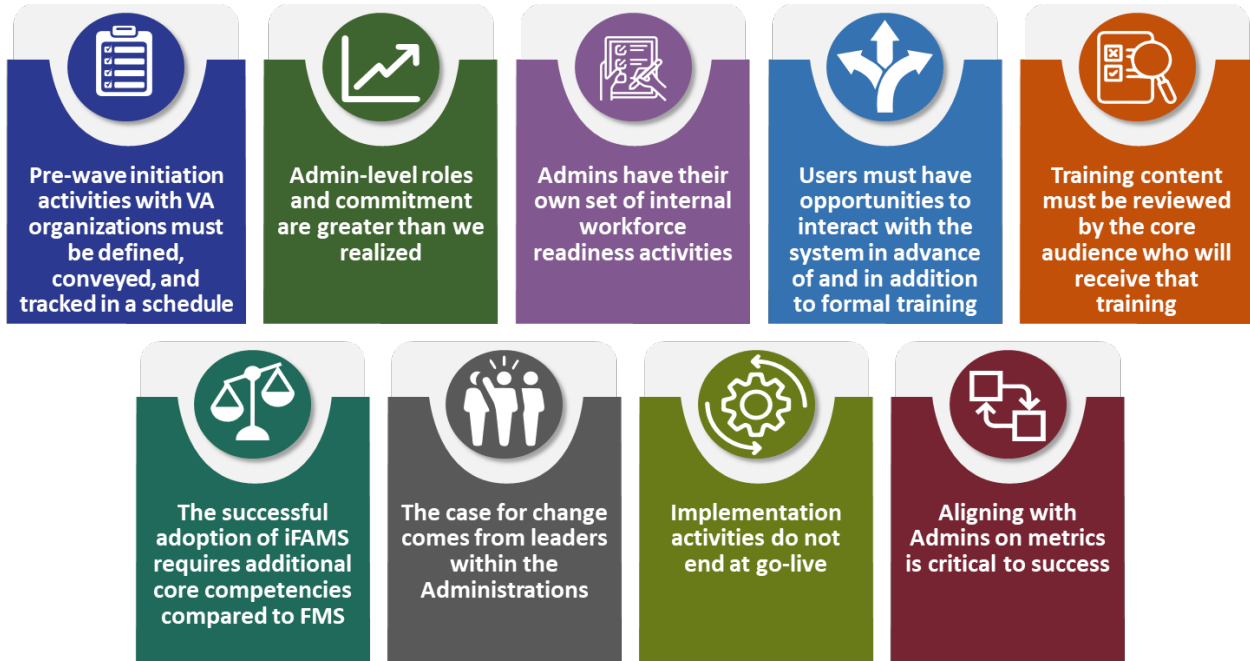 Pre-wave initiation
activities with VA
organizations must
be defined,
conveyed, and
tracked in a schedule
Admin-level roles
and commitment
are greater than we
realized
Admins have their
own set of internal
workforce
readiness activities
Users must have
opportunities to
interact with the
system in advance
of and in addition
to formal training
Training content
must be reviewed
by the core
audience who will
receive that
training
The successful
adoption of iFAMS
requires additional
core competencies
compared to FMS
The case for change
comes from leaders
within the
Administrations
Implementation
activities do not
end at go-live
Aligning with
Admins on metrics
is critical to success